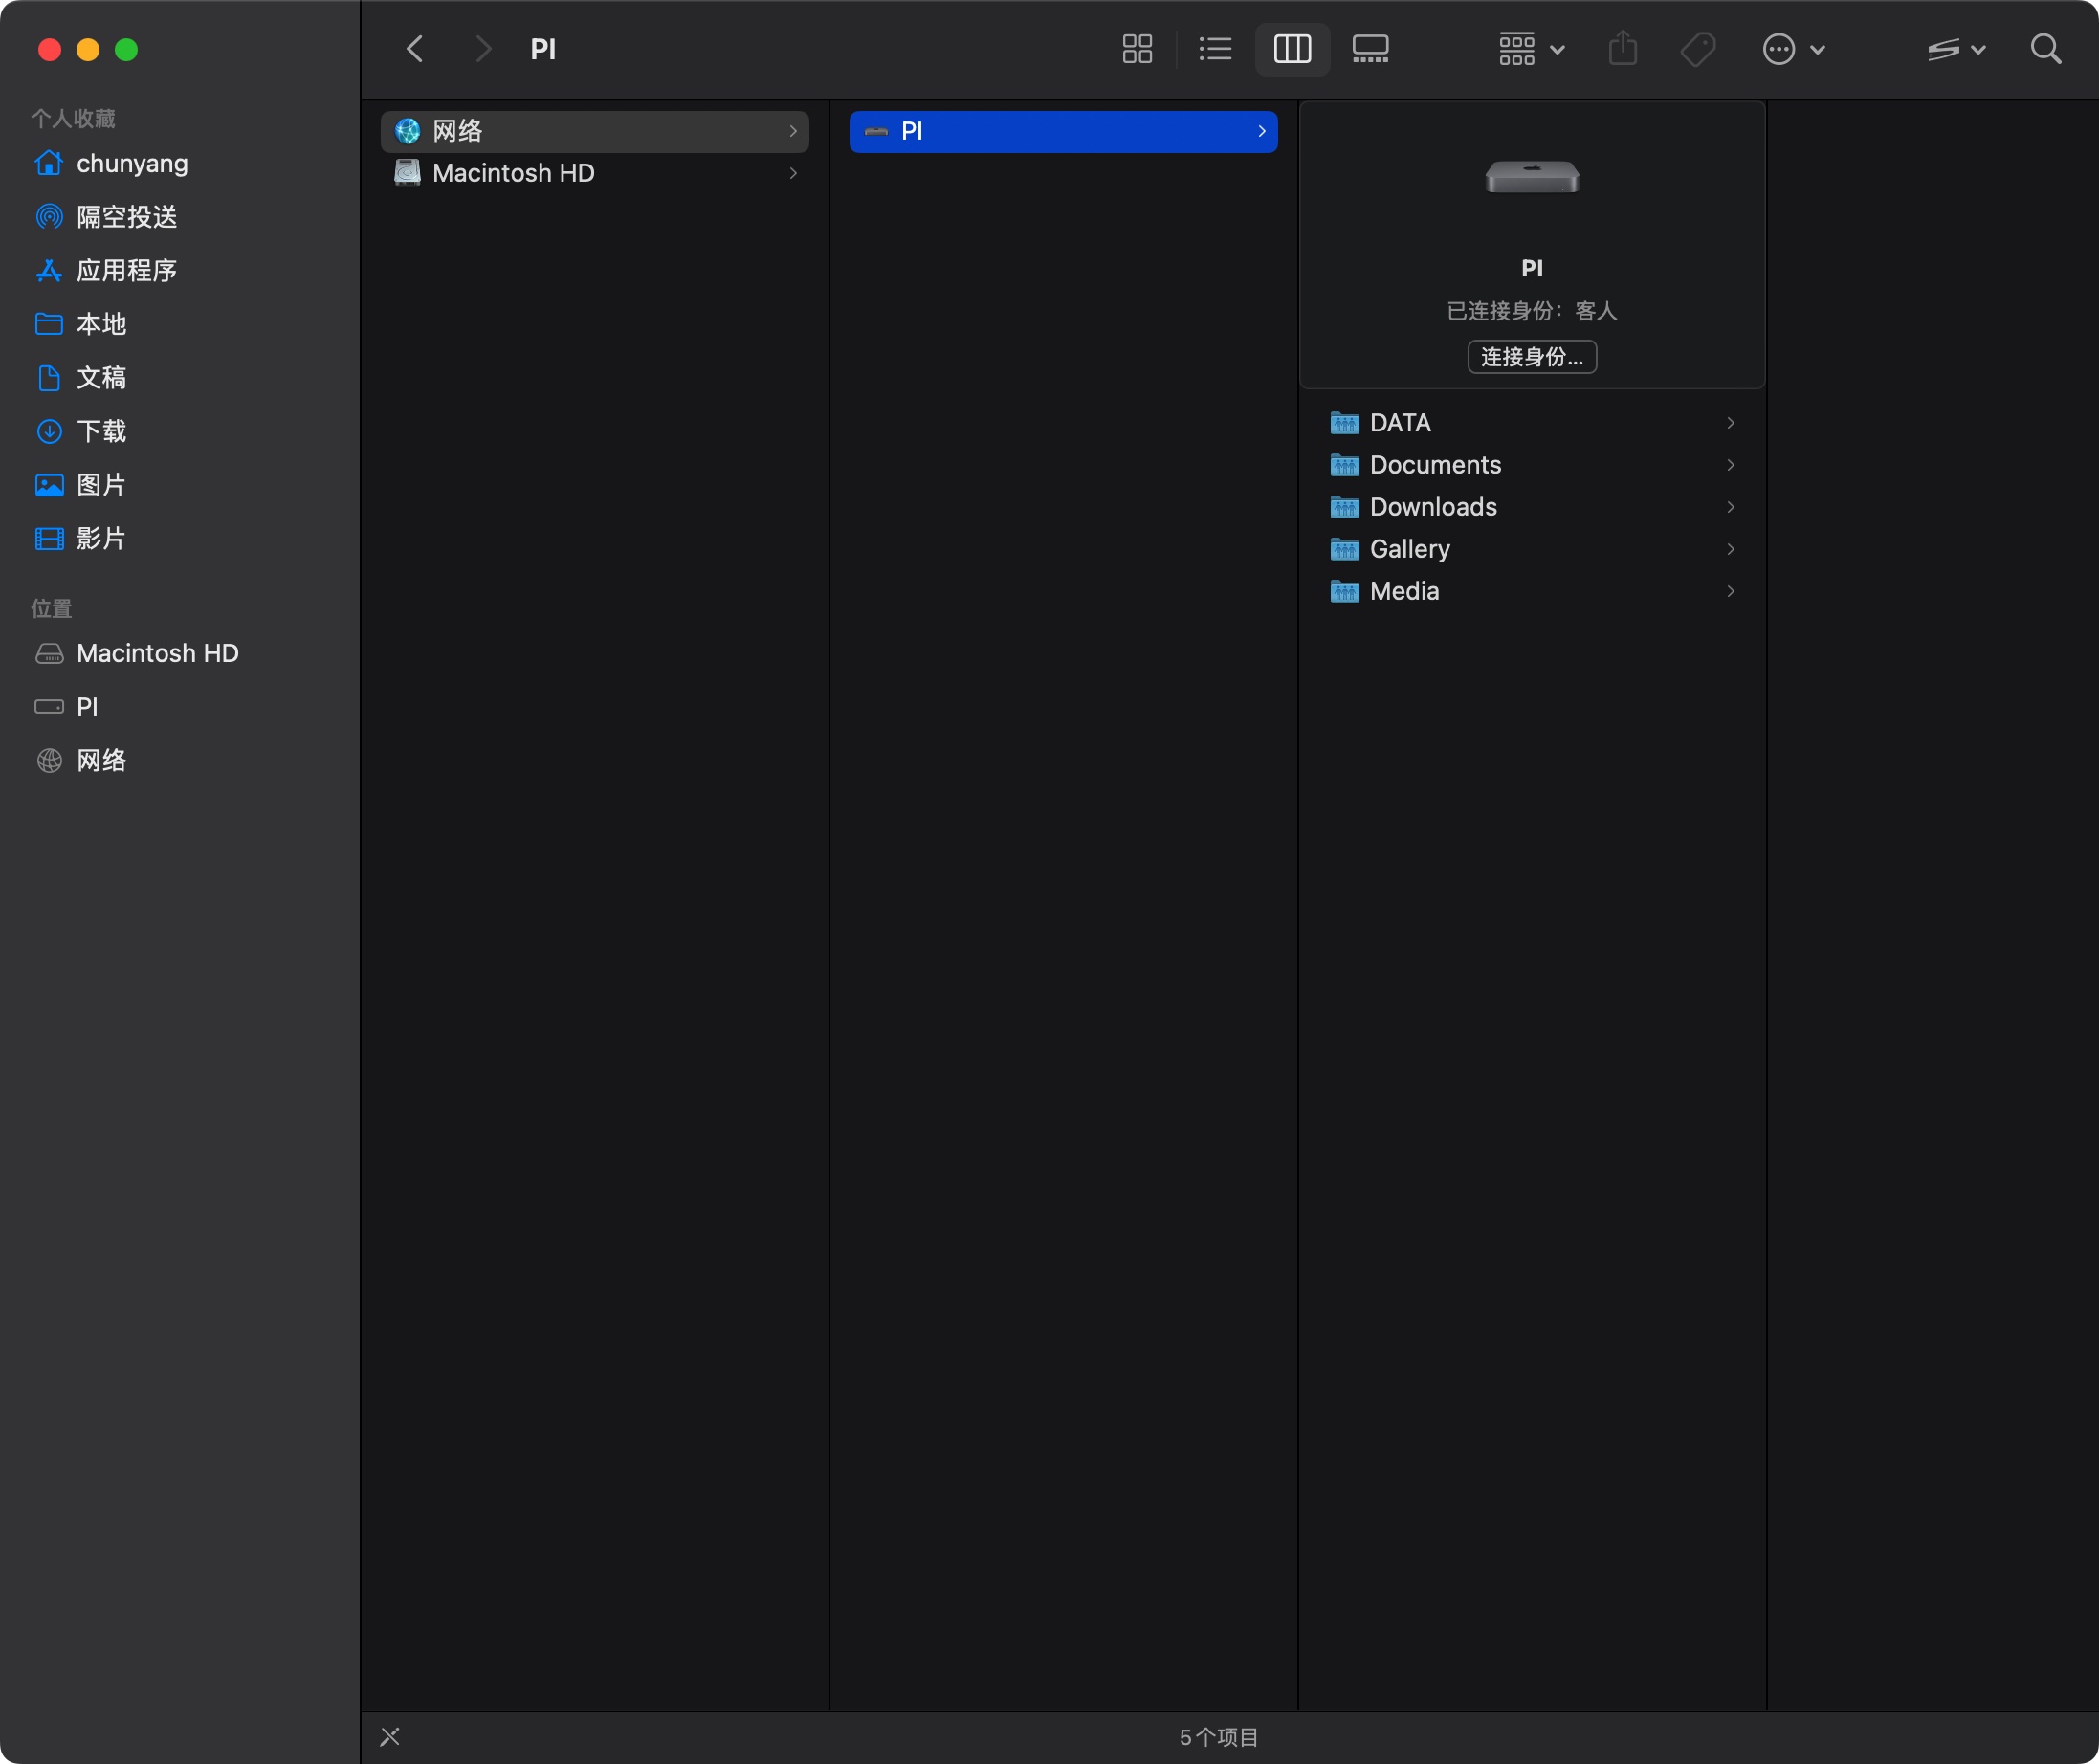 PI
个人收藏
chunyang
隔空投送
应用程序
本地
文稿
下载
图片
影片
位置
Macintosh HD
PI
网络
网络
Macintosh HD
PI
PI
已连接身份：客人
连接身份...
DATA
Documents
Downloads
Gallery
Media
5个项目